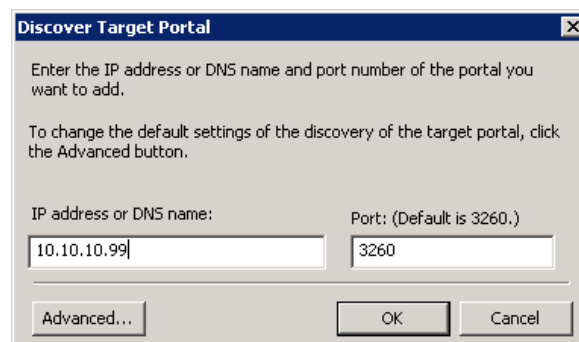 Discover Target Portal
Enter the IP address or DNS name and port number of the portal you
want to add.
To change the default settings of the discovery of the target portal, click
the Advanced button.
IP address or DNS name:
Port: (Default is 3260.)
10.10.10.99
3260
Advanced...
OK
Cancel